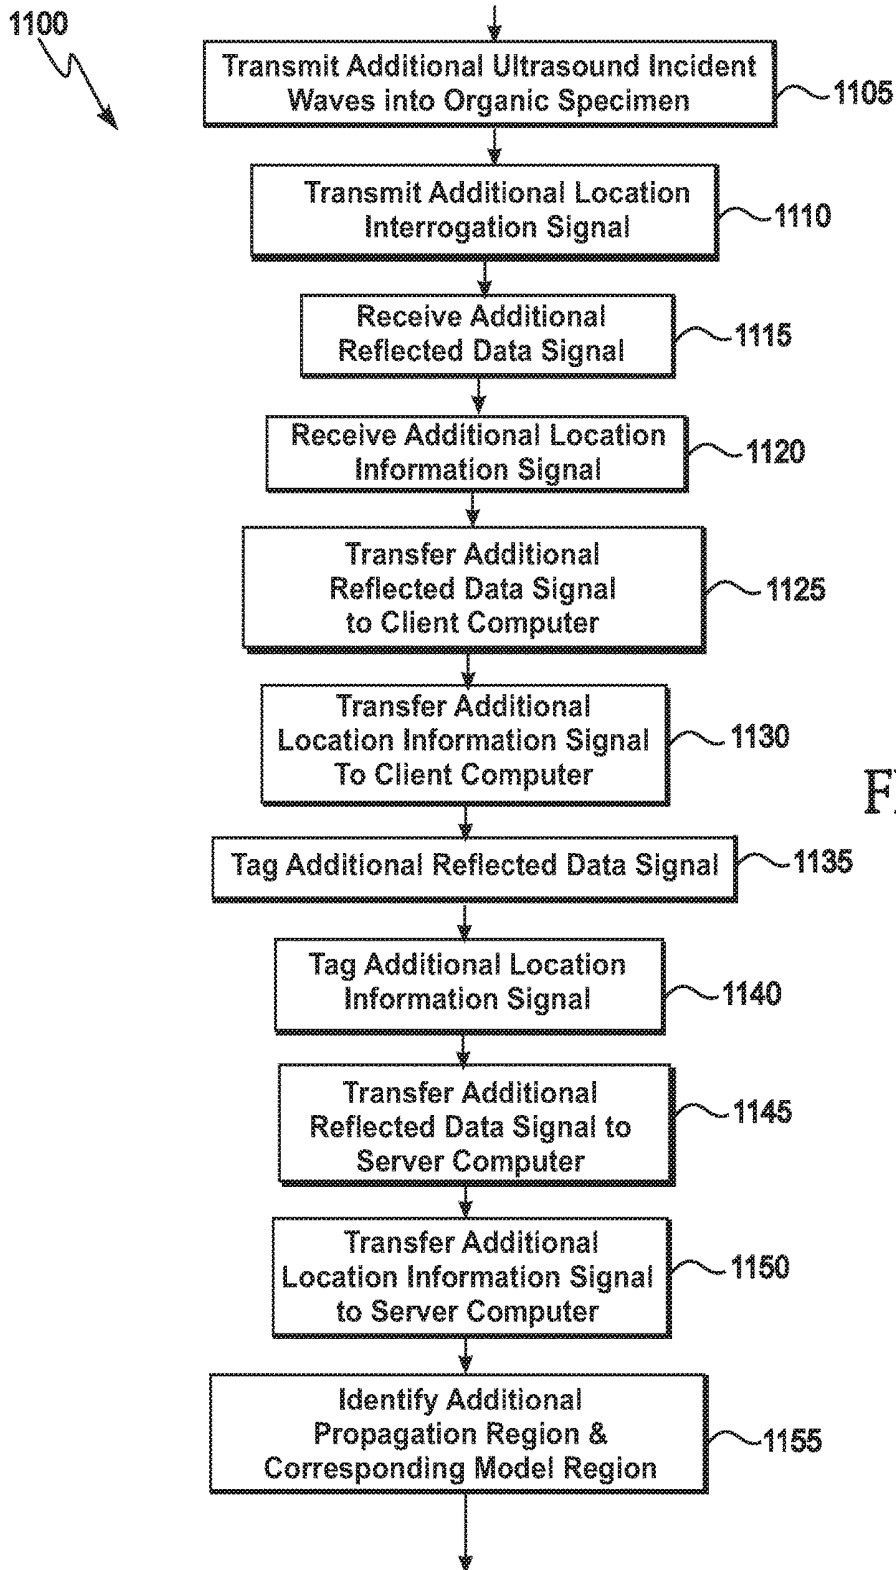 1100
Transmit Additional Ultrasound Incident
Waves into Organic Specimen
1105
Transmit Additional Location
Interrogation Signal
1110
Receive Additional
Reflected Data Signal
1115
Receive Additional Location
Information Signal
1120
Transfer Additional
Reflected Data Signal
to Client Computer
1125
Transfer Additional
Location Information Signal
To Client Computer
1130
Tag Additional Reflected Data Signal
1135
Tag Additional Location
Information Signal
1140
Transfer Additional
Reflected Data Signal to
Server Computer
1145
Transfer Additional
Location Information Signal
to Server Computer
1150
Identify Additional
Propagation Region &
Corresponding Model Region
1155